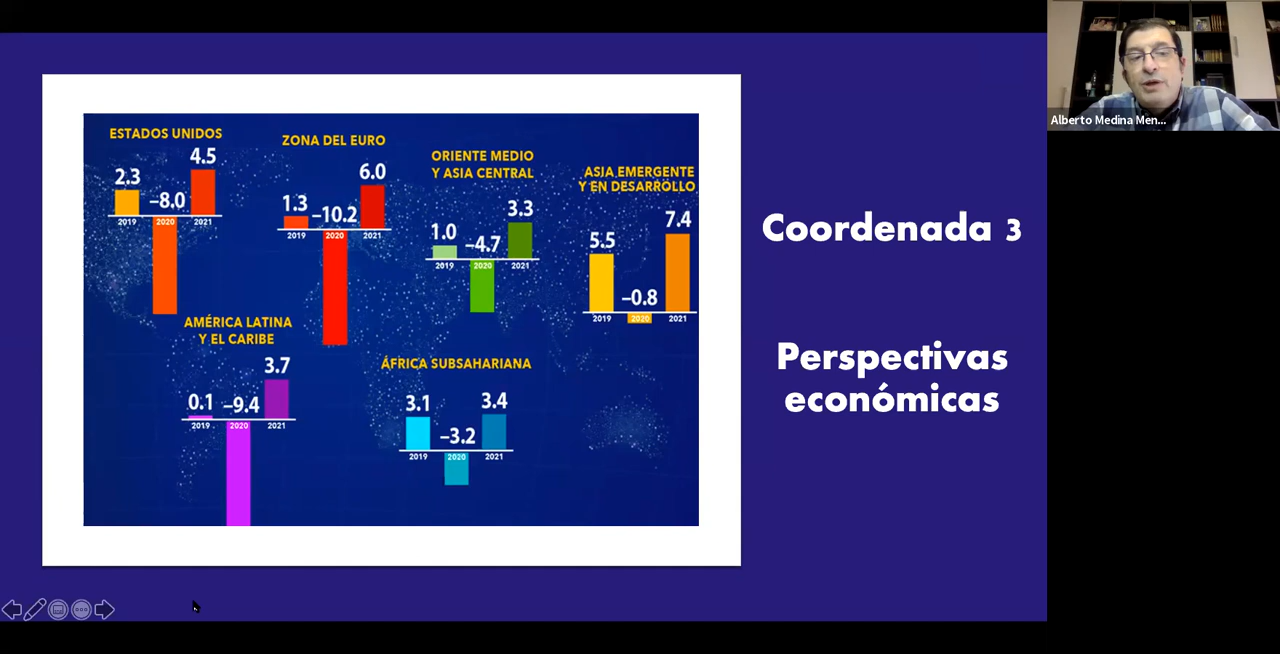 ESTADOS UNIDOS
2.3
–8.0
4.5
2019
2020
2021
ZONA DEL EURO
1.3
–10.2
6.0
2019
2020
2021
ORIENTE MEDIO
Y ASIA CENTRAL
1.0
–4.7
3.3
2019
2020
2021
ASIA EMERGENTE
Y EN DESARROLLO
5.5
–0.8
7.4
2019
2020
2021
AMÉRICA LATINA
Y EL CARIBE
0.1
–9.4
3.7
2019
2020
2021
ÁFRICA SUBSAHARIANA
3.1
–3.2
3.4
2019
2020
2021
Coordenada 3
Perspectivas
económicas
Alberto Medina Men...